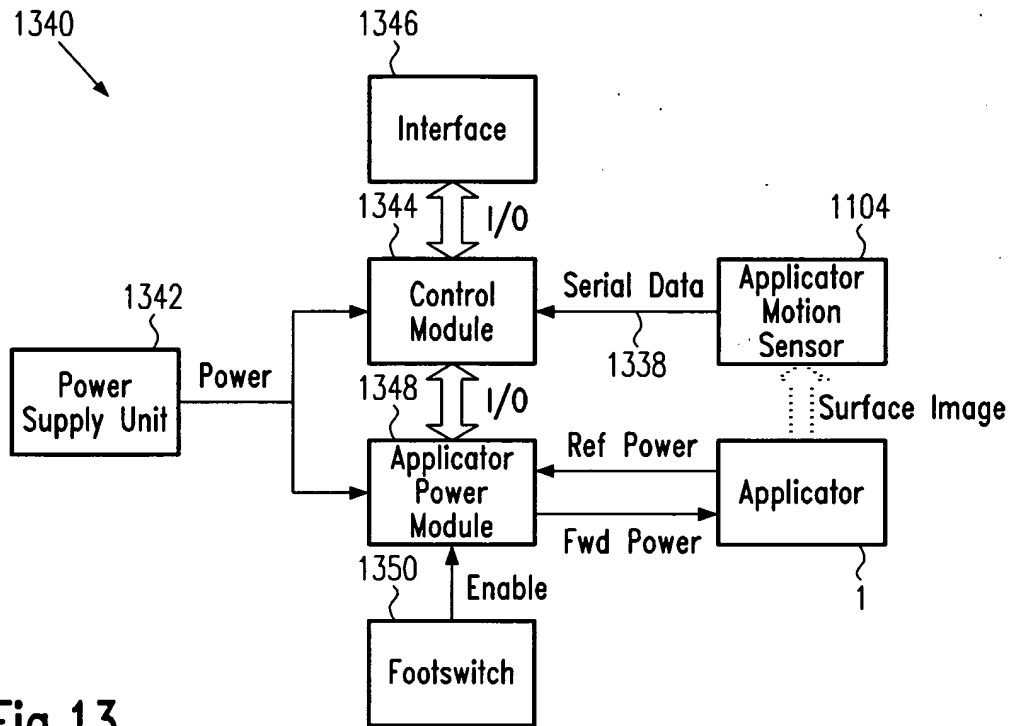 1340
1346
Interface
1344
I/O
1104
Serial Data
Applicator
Motion
Sensor
Control
Module
1342
1338
Power
Power
Supply Unit
1348
I/O
Surface Image
Ref Power
Applicator
Power
Module
Applicator
Fwd Power
1350
Enable
1
Footswitch
Fig.13